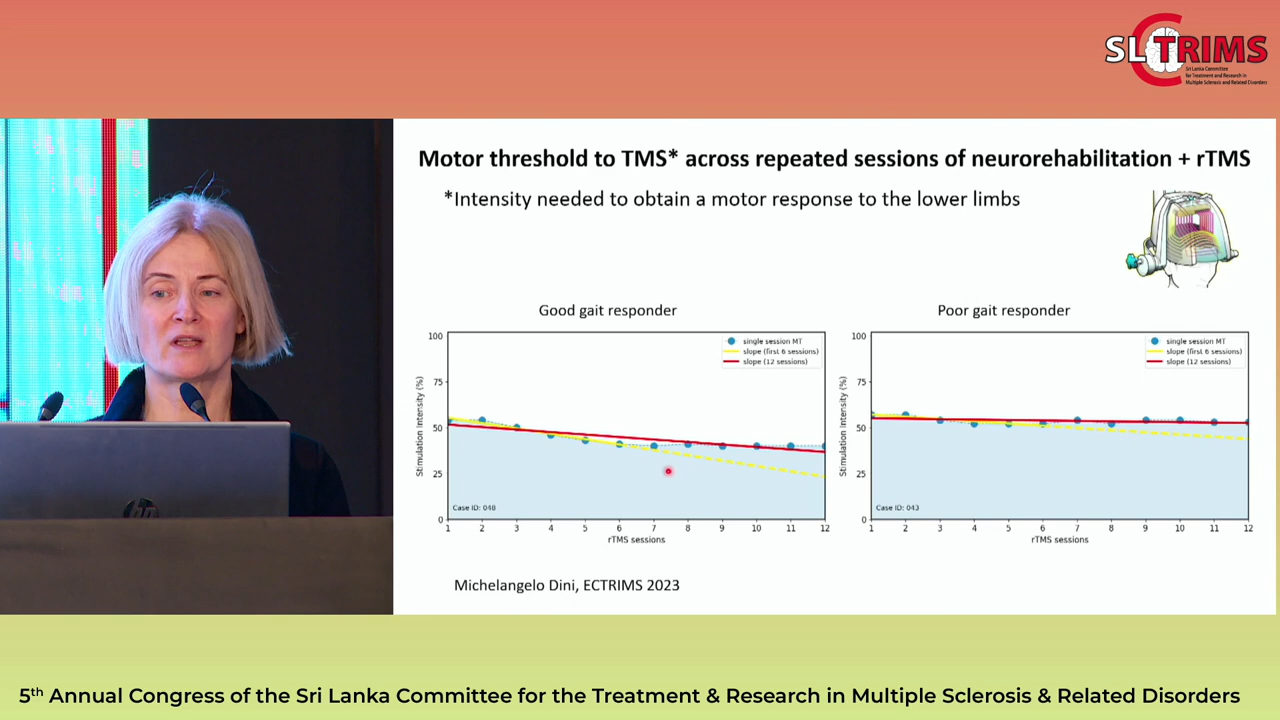 SLCTRIMS
Sri Lanka Committee
for Treatment and Research in
Multiple Sclerosis and Related Disorders
Motor threshold to TMS* across repeated sessions of neurorehabilitation + rTMS
*Intensity needed to obtain a motor response to the lower limbs
Good gait responder
100
75
50
25
0
Stimulation Intensity (%)
single session MT
slope (first 6 sessions)
slope (12 sessions)
Case ID: 048
1 2 3 4 5 6 7 8 9 10 11 12
rTMS sessions
Poor gait responder
100
75
50
25
0
Stimulation Intensity (%)
single session MT
slope (first 6 sessions)
slope (12 sessions)
Case ID: 043
1 2 3 4 5 6 7 8 9 10 11 12
rTMS sessions
Michelangelo Dini, ECTRIMS 2023
hp
5th Annual Congress of the Sri Lanka Committee for the Treatment & Research in Multiple Sclerosis & Related Disorders